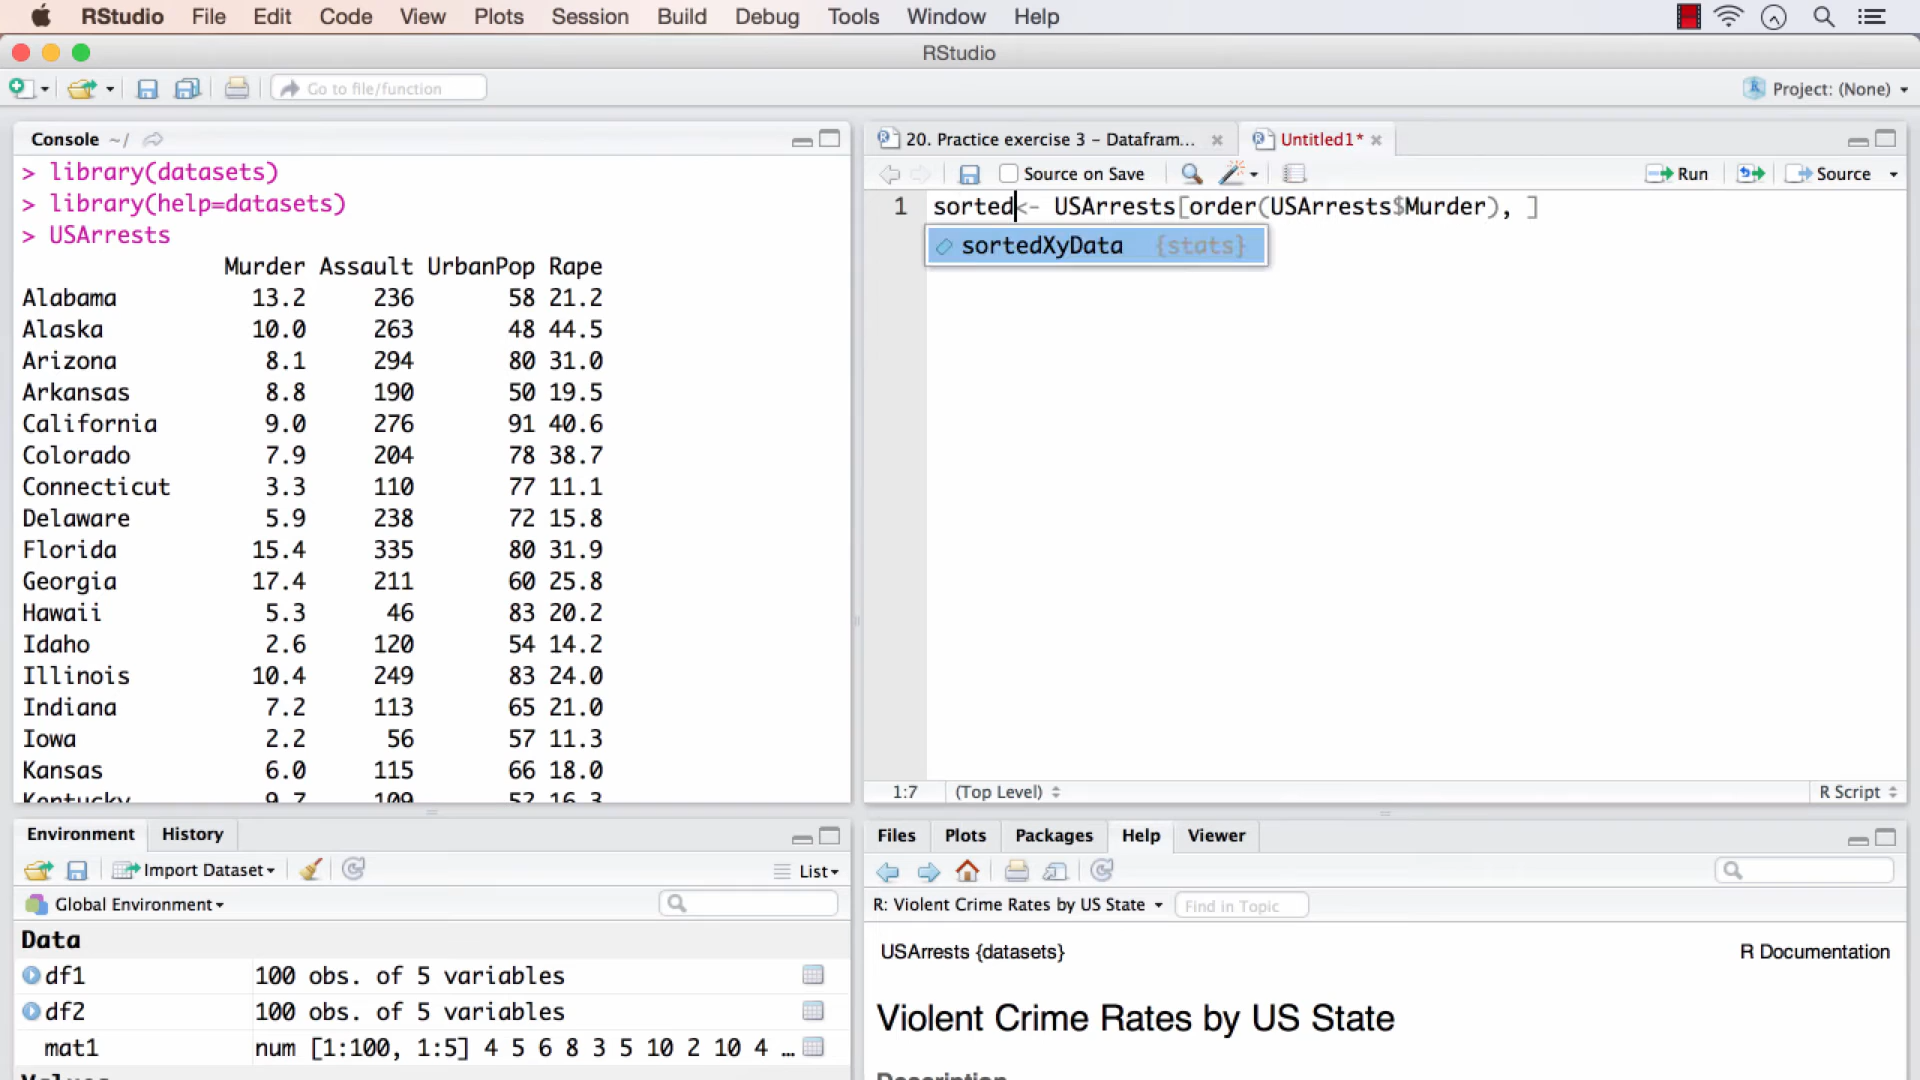 RStudio File Edit Code View Plots Session Build Debug Tools Window Help
RStudio
Go to file/function
Project: (None)
Console ~/
> library(datasets)
> library(help=datasets)
> USArrests
Murder Assault UrbanPop Rape
Alabama 13.2 236 58 21.2
Alaska 10.0 263 48 44.5
Arizona 8.1 294 80 31.0
Arkansas 8.8 190 50 19.5
California 9.0 276 91 40.6
Colorado 7.9 204 78 38.7
Connecticut 3.3 110 77 11.1
Delaware 5.9 238 72 15.8
Florida 15.4 335 80 31.9
Georgia 17.4 211 60 25.8
Hawaii 5.3 46 83 20.2
Idaho 2.6 120 54 14.2
Illinois 10.4 249 83 24.0
Indiana 7.2 113 65 21.0
Iowa 2.2 56 57 11.3
Kansas 6.0 115 66 18.0
Kentucky 9.7 109 52 16.3
20. Practice exercise 3 – Datafram... Untitled1*
Source on Save Run Source
1 sorted<- USArrests[order(USArrests$Murder), ]
sortedXyData {stats}
1:7 (Top Level) R Script
Environment History
Import Dataset List
Global Environment
Data
df1 100 obs. of 5 variables
df2 100 obs. of 5 variables
mat1 num [1:100, 1:5] 4 5 6 8 3 5 10 2 10 4 …
Values
Files Plots Packages Help Viewer
R: Violent Crime Rates by US State Find in Topic
USArrests {datasets} R Documentation
Violent Crime Rates by US State
Description